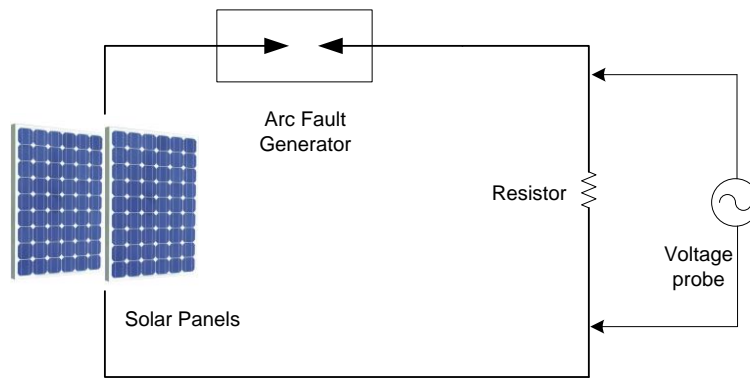 Arc Fault
Generator
Resistor
Voltage
probe
Solar Panels